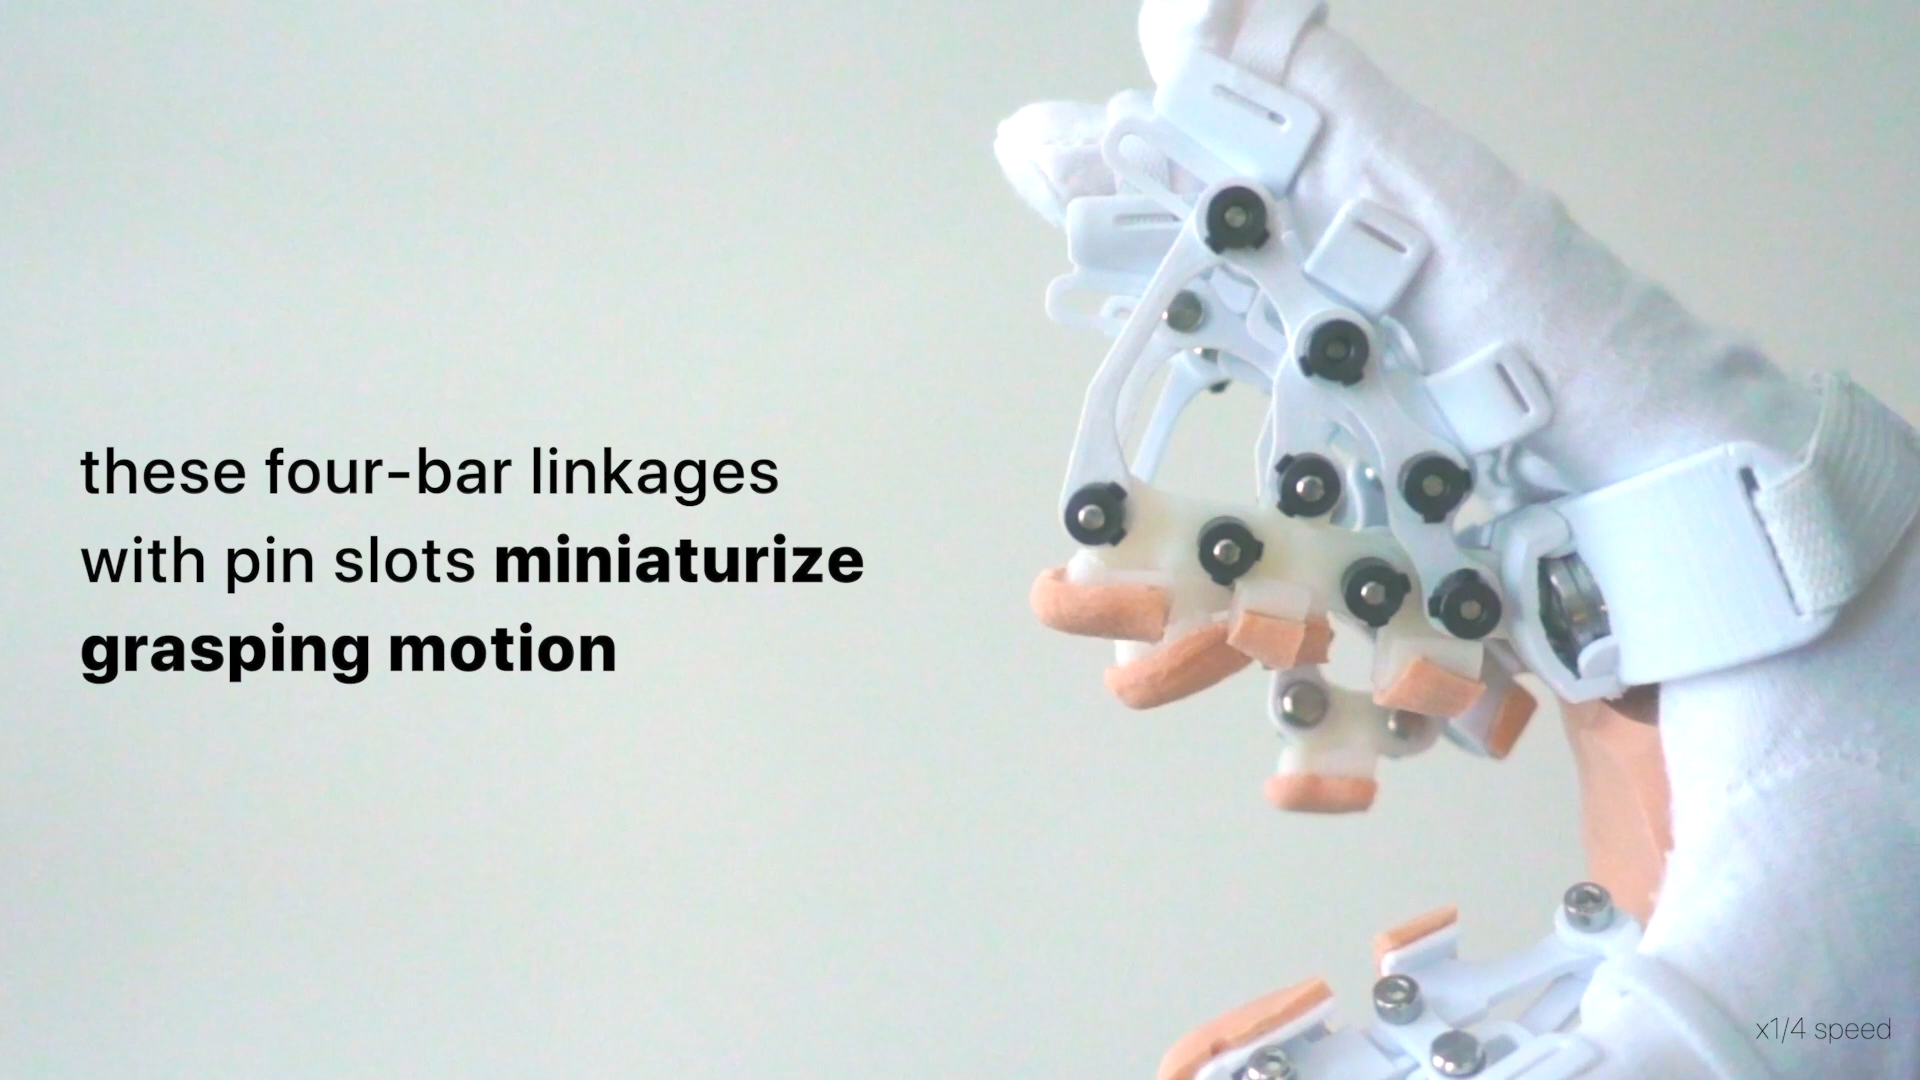 these four-bar linkages
with pin slots miniaturize
grasping motion
x1/4 speed